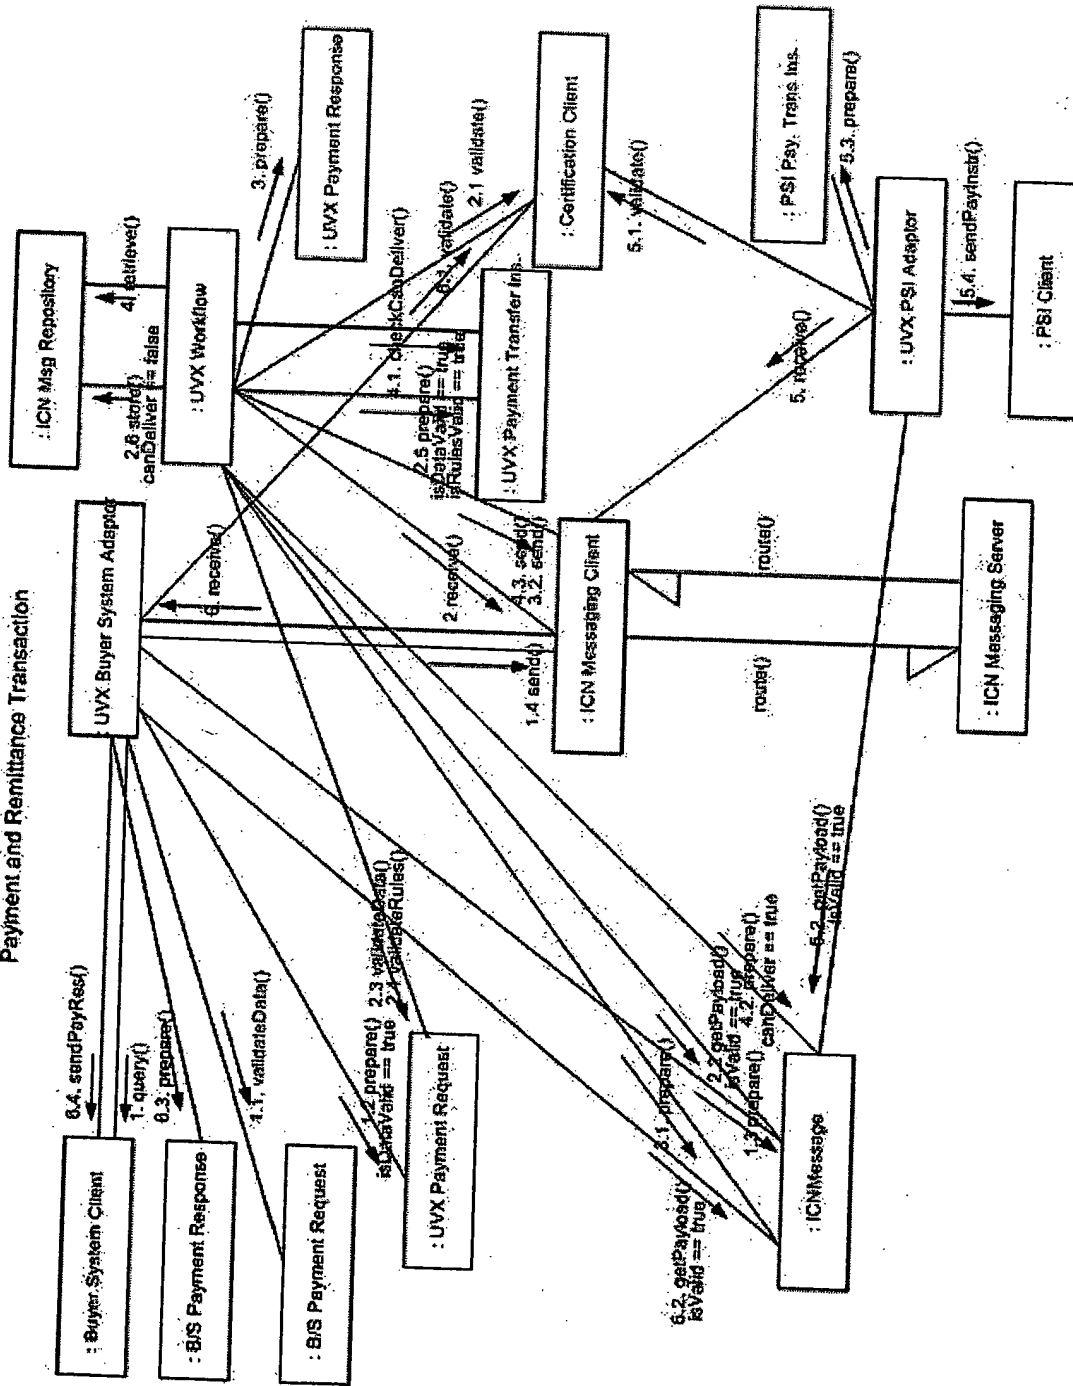 Payment and Remittance Transaction
: Buyer System Client
6.4. sendPayRes()
1. query()
: B/S Payment Response
6.3. prepare()
: B/S Payment Request
1.1. validateData()
: UVX Payment Request
1.2 prepare()
isDataValid == true
2.3 validateData()
2.4 validateRules()
: UVX Buyer System Adaptor
6. receive()
: ICN Msg Repository
2.6 store()
canDeliver == false
4. retrieve()
: UVX Workflow
3. prepare()
: UVX Payment Response
4.1. checkCanDeliver()
6.1. validate()
2.1 validate()
2.5 prepare()
isDataValid == true
isRulesValid == true
: UVX Payment Transfer Ins.
: Certification Client
5.1. validate()
: PSI Pay. Trans Ins.
5.3. prepare()
: UVX PSI Adaptor
5.4. sendPayInstr()
: PSI Client
5. receive()
2 receive()
4.3. send()
3.2. send()
1.4 send()
: ICN Messaging Client
route()
route()
: ICN Messaging Server
5.2. getPayload()
isValid == true
2.2 getPayload()
isValid == true
4.2. prepare()
canDeliver == true
3.1. prepare()
1.3 prepare()
6.2. getPayload()
isValid == true
: ICNMessage